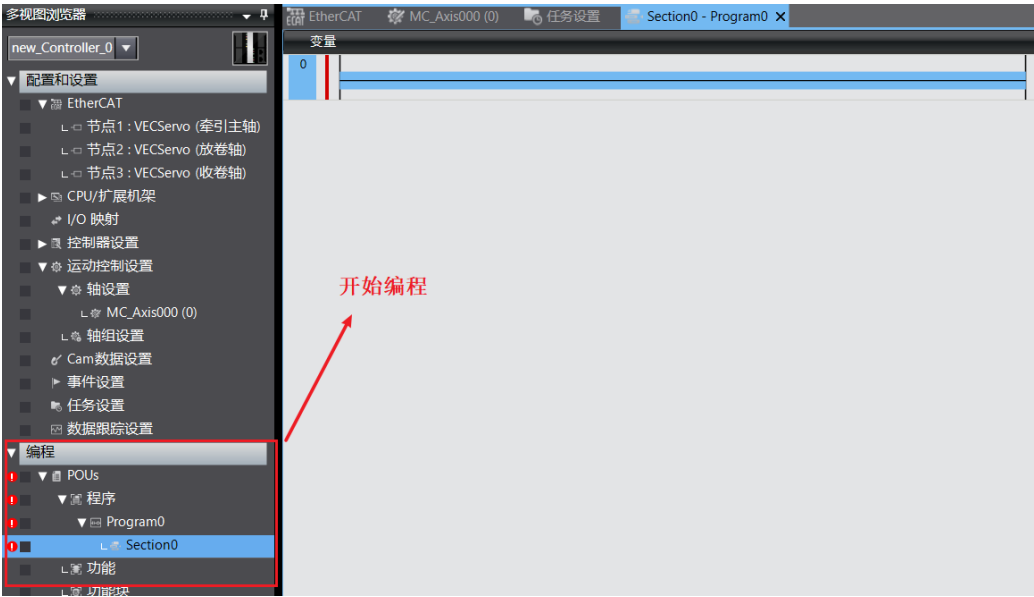 多视图浏览器
EtherCAT
MC_Axis000 (0)
任务设置
Section0 - Program0
new_Controller_0
变量
0
配置和设置
EtherCAT
节点1 : VECServo (牵引主轴)
节点2 : VECServo (放卷轴)
节点3 : VECServo (收卷轴)
CPU/扩展机架
I/O 映射
控制器设置
运动控制设置
轴设置
MC_Axis000 (0)
轴组设置
Cam数据设置
事件设置
任务设置
数据跟踪设置
开始编程
编程
POUs
程序
Program0
Section0
功能
功能块